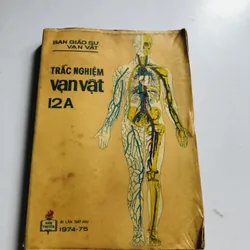 BAN GIÁO SƯ
VẠN VẬT
TRẮC NGHIỆM
VẠN VẬT
12A
1974-75